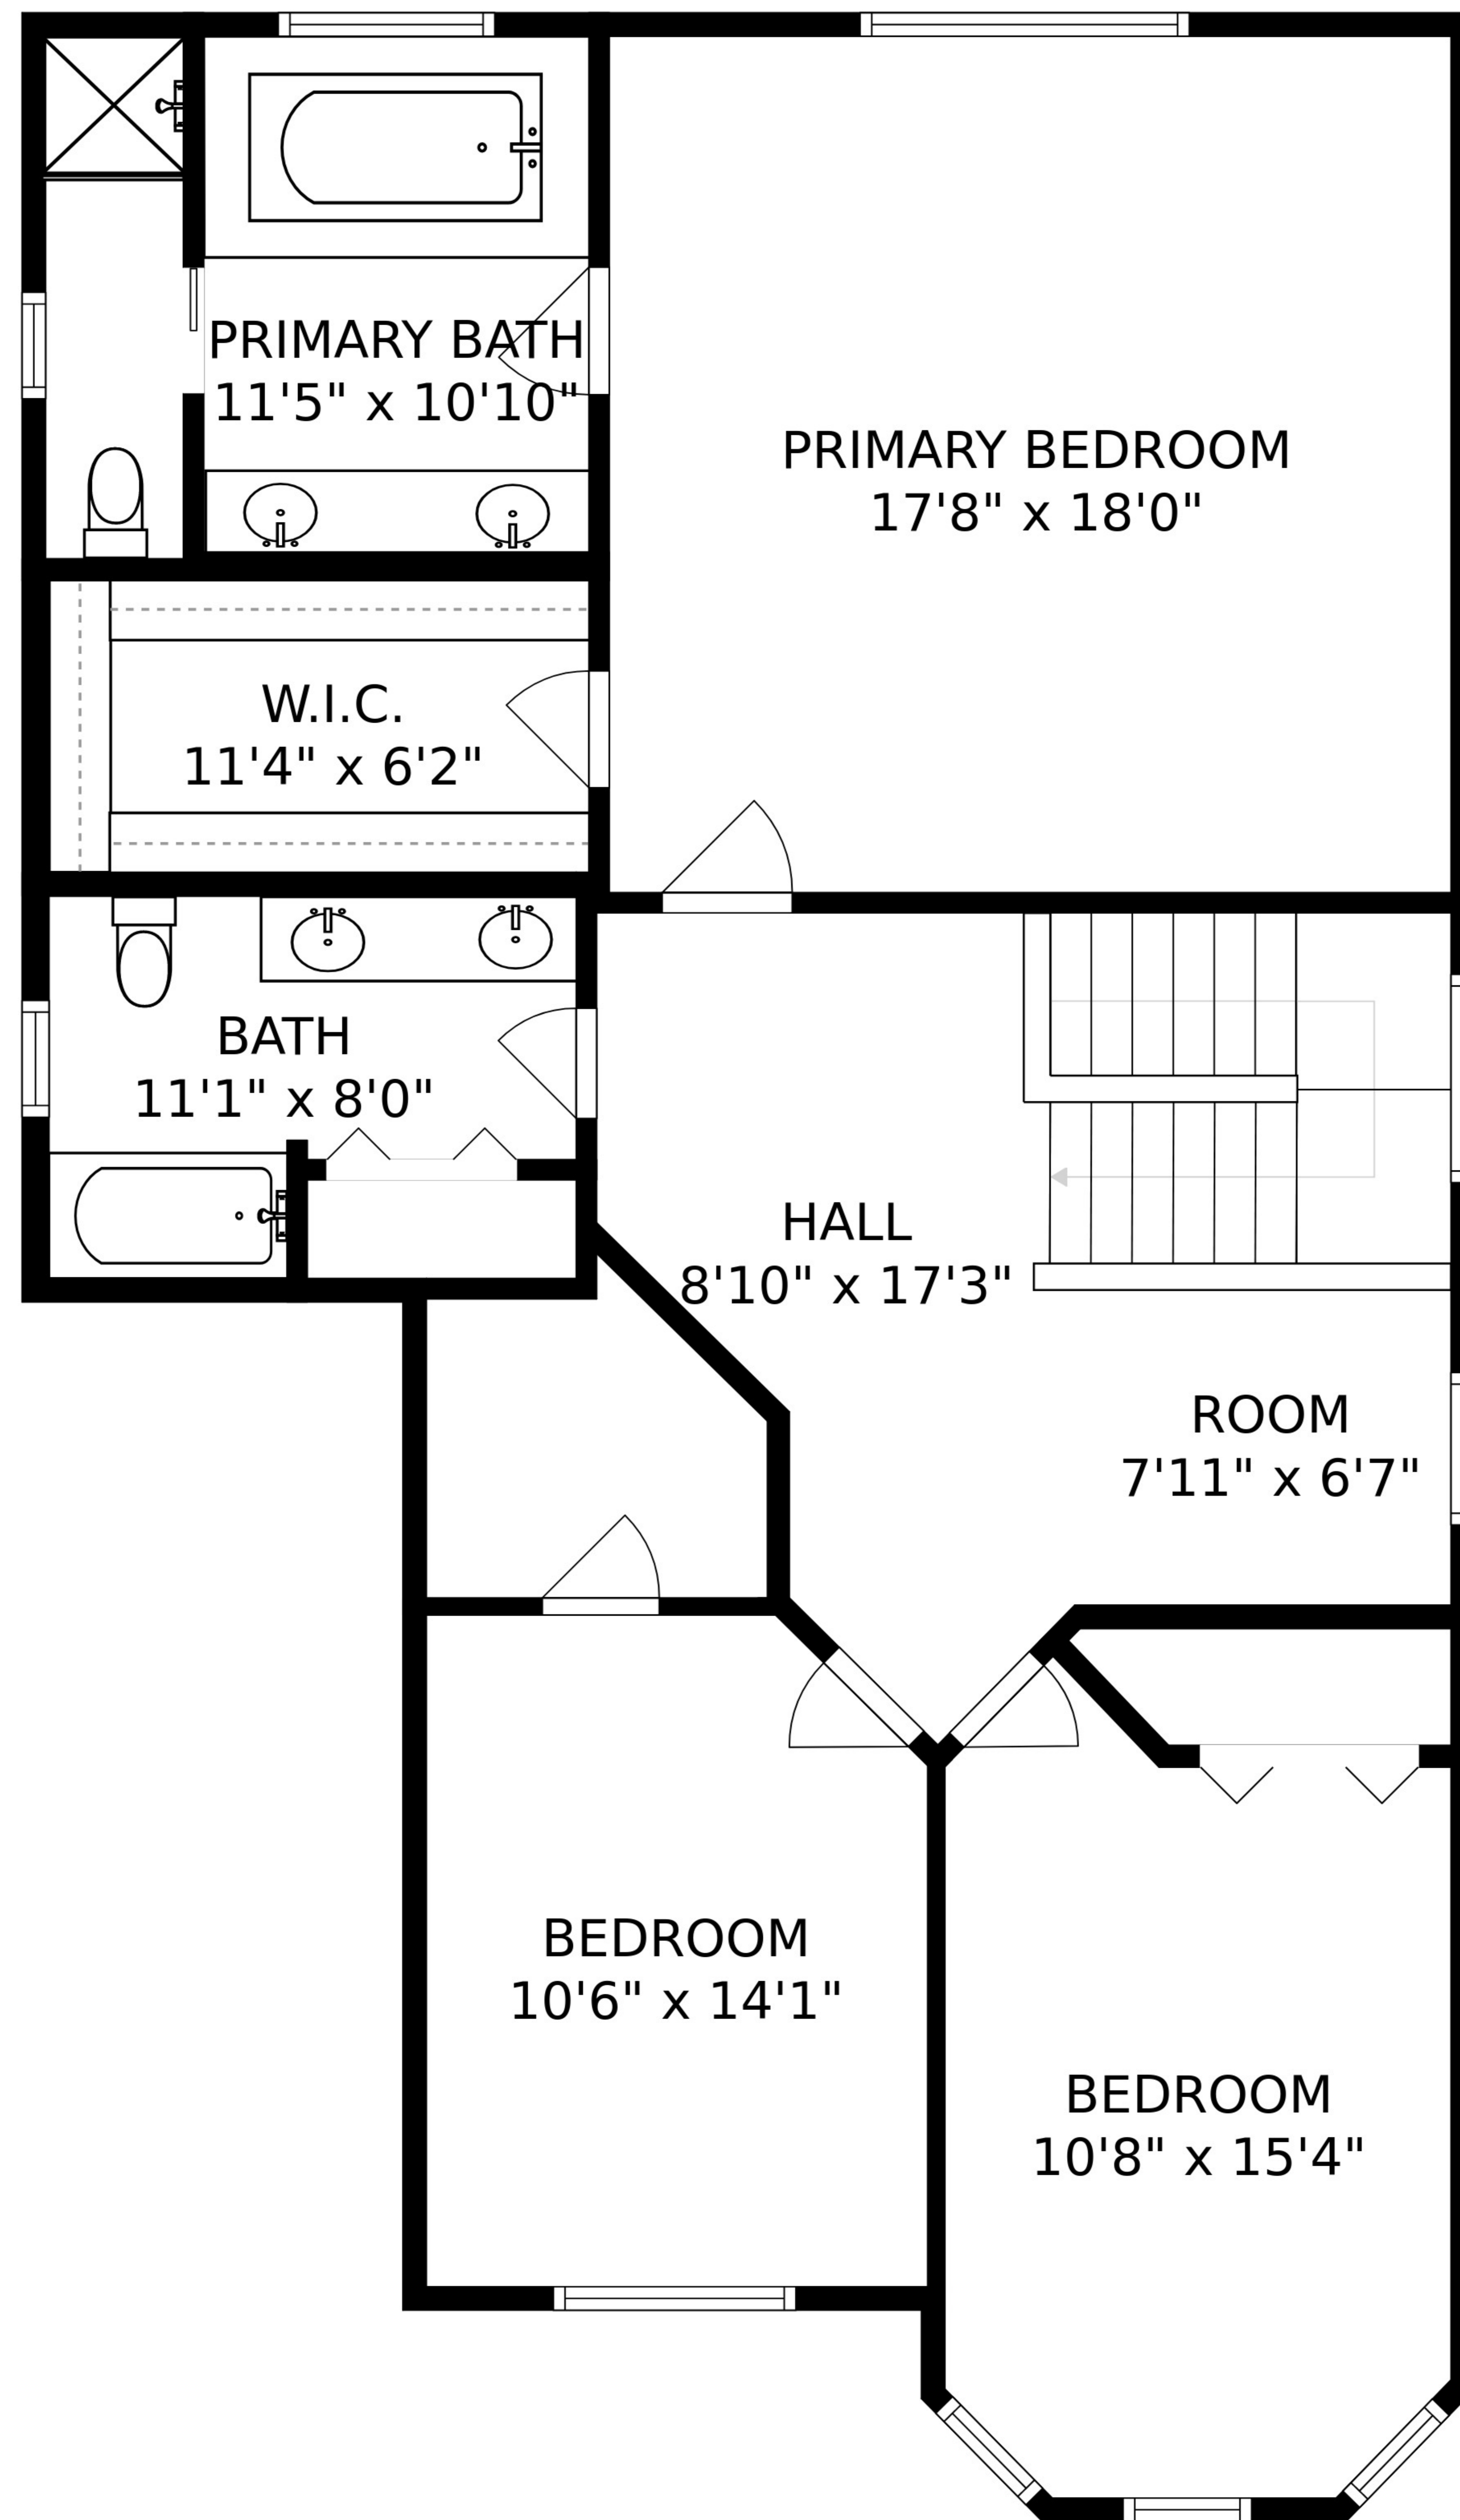 PRIMARY BATH
11'5" x 10'10"
PRIMARY BEDROOM
17'8" x 18'0"
W.I.C.
11'4" x 6'2"
BATH
11'1" x 8'0"
HALL
8'10" x 17'3"
ROOM
7'11" x 6'7"
BEDROOM
10'6" x 14'1"
BEDROOM
10'8" x 15'4"